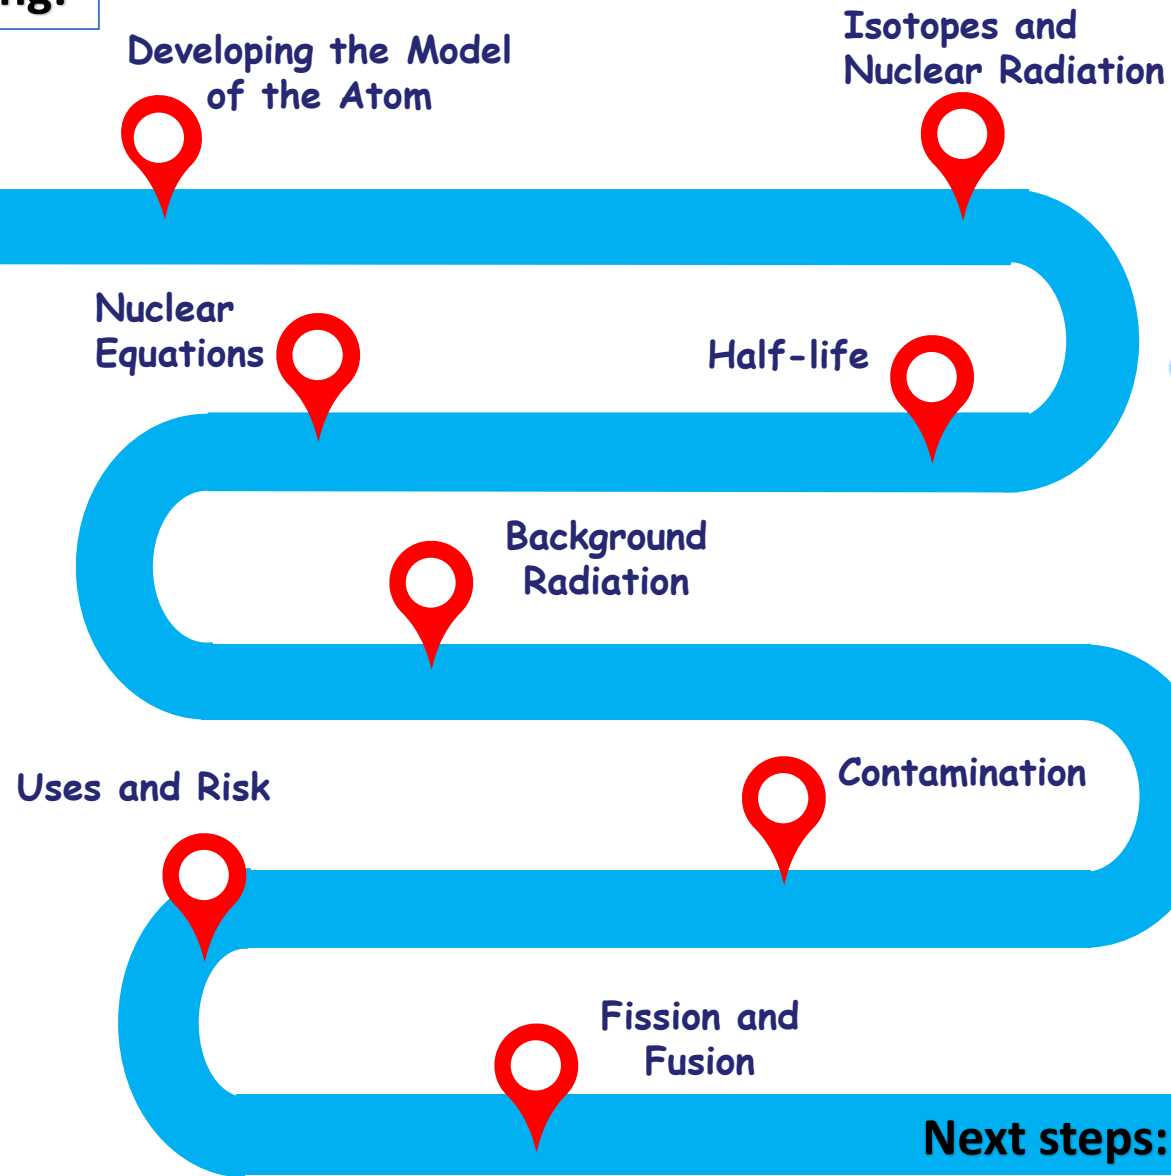 Developing the Model
of the Atom
Isotopes and
Nuclear Radiation
Half-life
Nuclear
Equations
Background
Radiation
Contamination
Uses and Risk
Fission and
Fusion
Next steps: